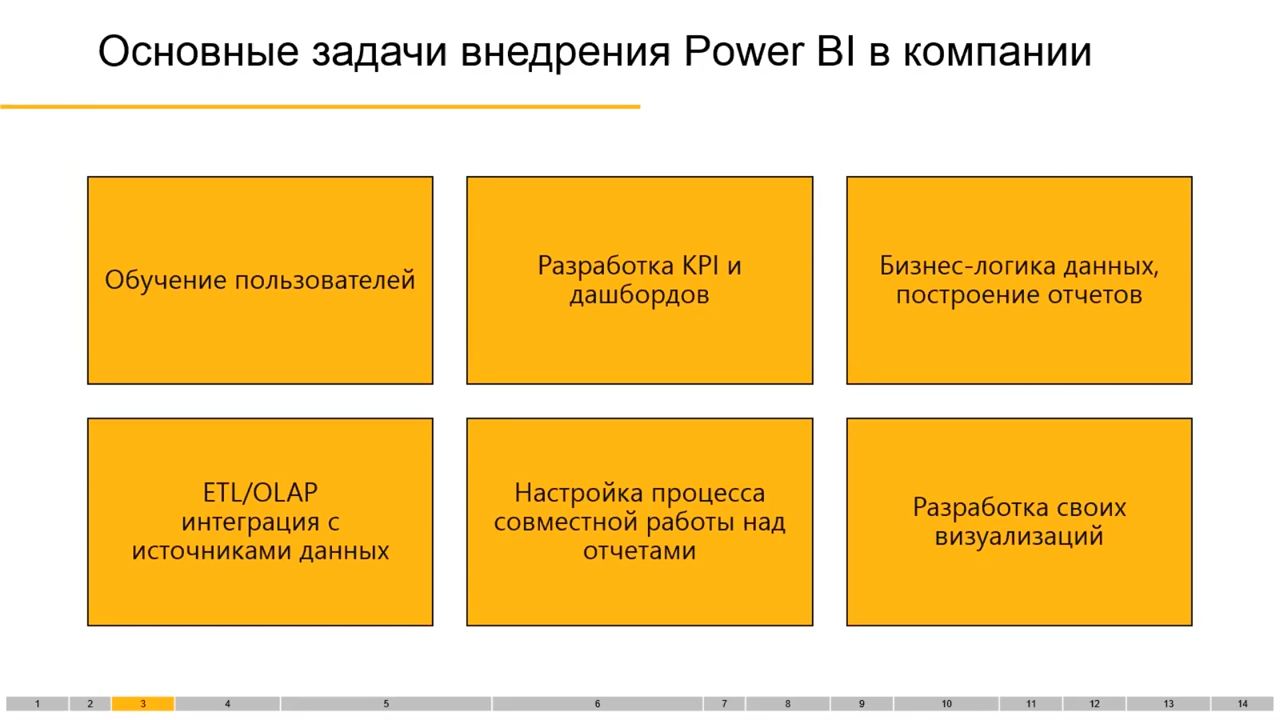 Основные задачи внедрения Power BI в компании
Обучение пользователей
Разработка KPI и
дашбордов
Бизнес-логика данных,
построение отчетов
ETL/OLAP
интеграция с
источниками данных
Настройка процесса
совместной работы над
отчетами
Разработка своих
визуализаций
1 2 3 4 5 6 7 8 9 10 11 12 13 14